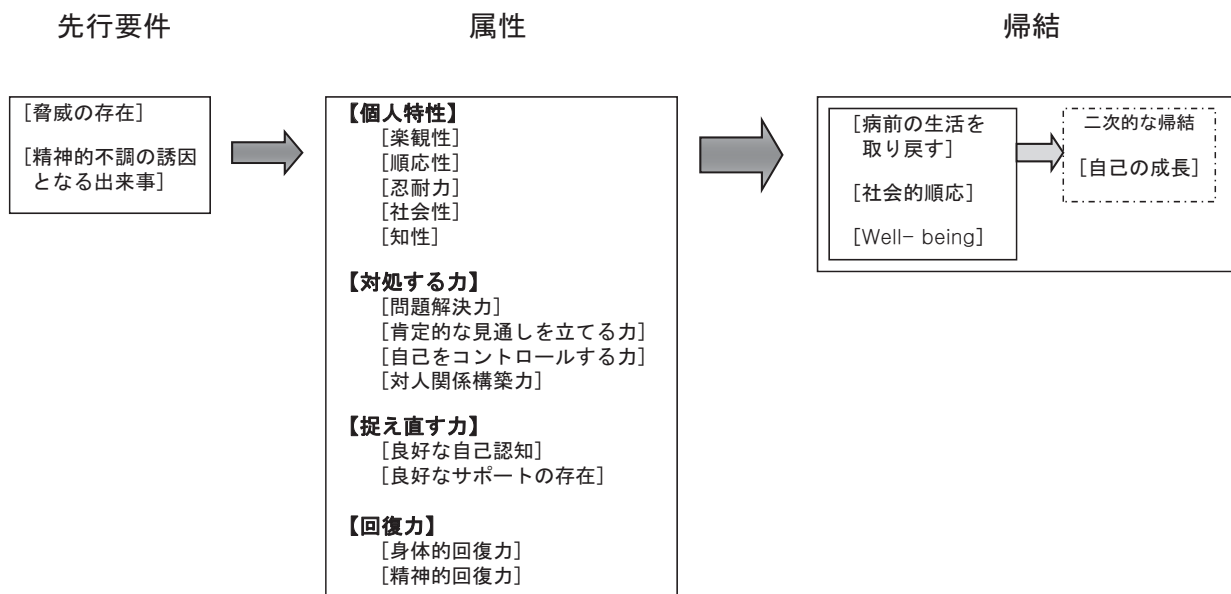 先行要件
属性
帰結
[脅威の存在]
[精神的不調の誘因
となる出来事]
【個人特性】
[楽観性]
[順応性]
[忍耐力]
[社会性]
[知性]
【対処する力】
[問題解決力]
[肯定的な見通しを立てる力]
[自己をコントロールする力]
[対人関係構築力]
【捉え直す力】
[良好な自己認知]
[良好なサポートの存在]
【回復力】
[身体的回復力]
[精神的回復力]
[病前の生活を
取り戻す]
[社会的順応]
[Well- being]
二次的な帰結
[自己の成長]